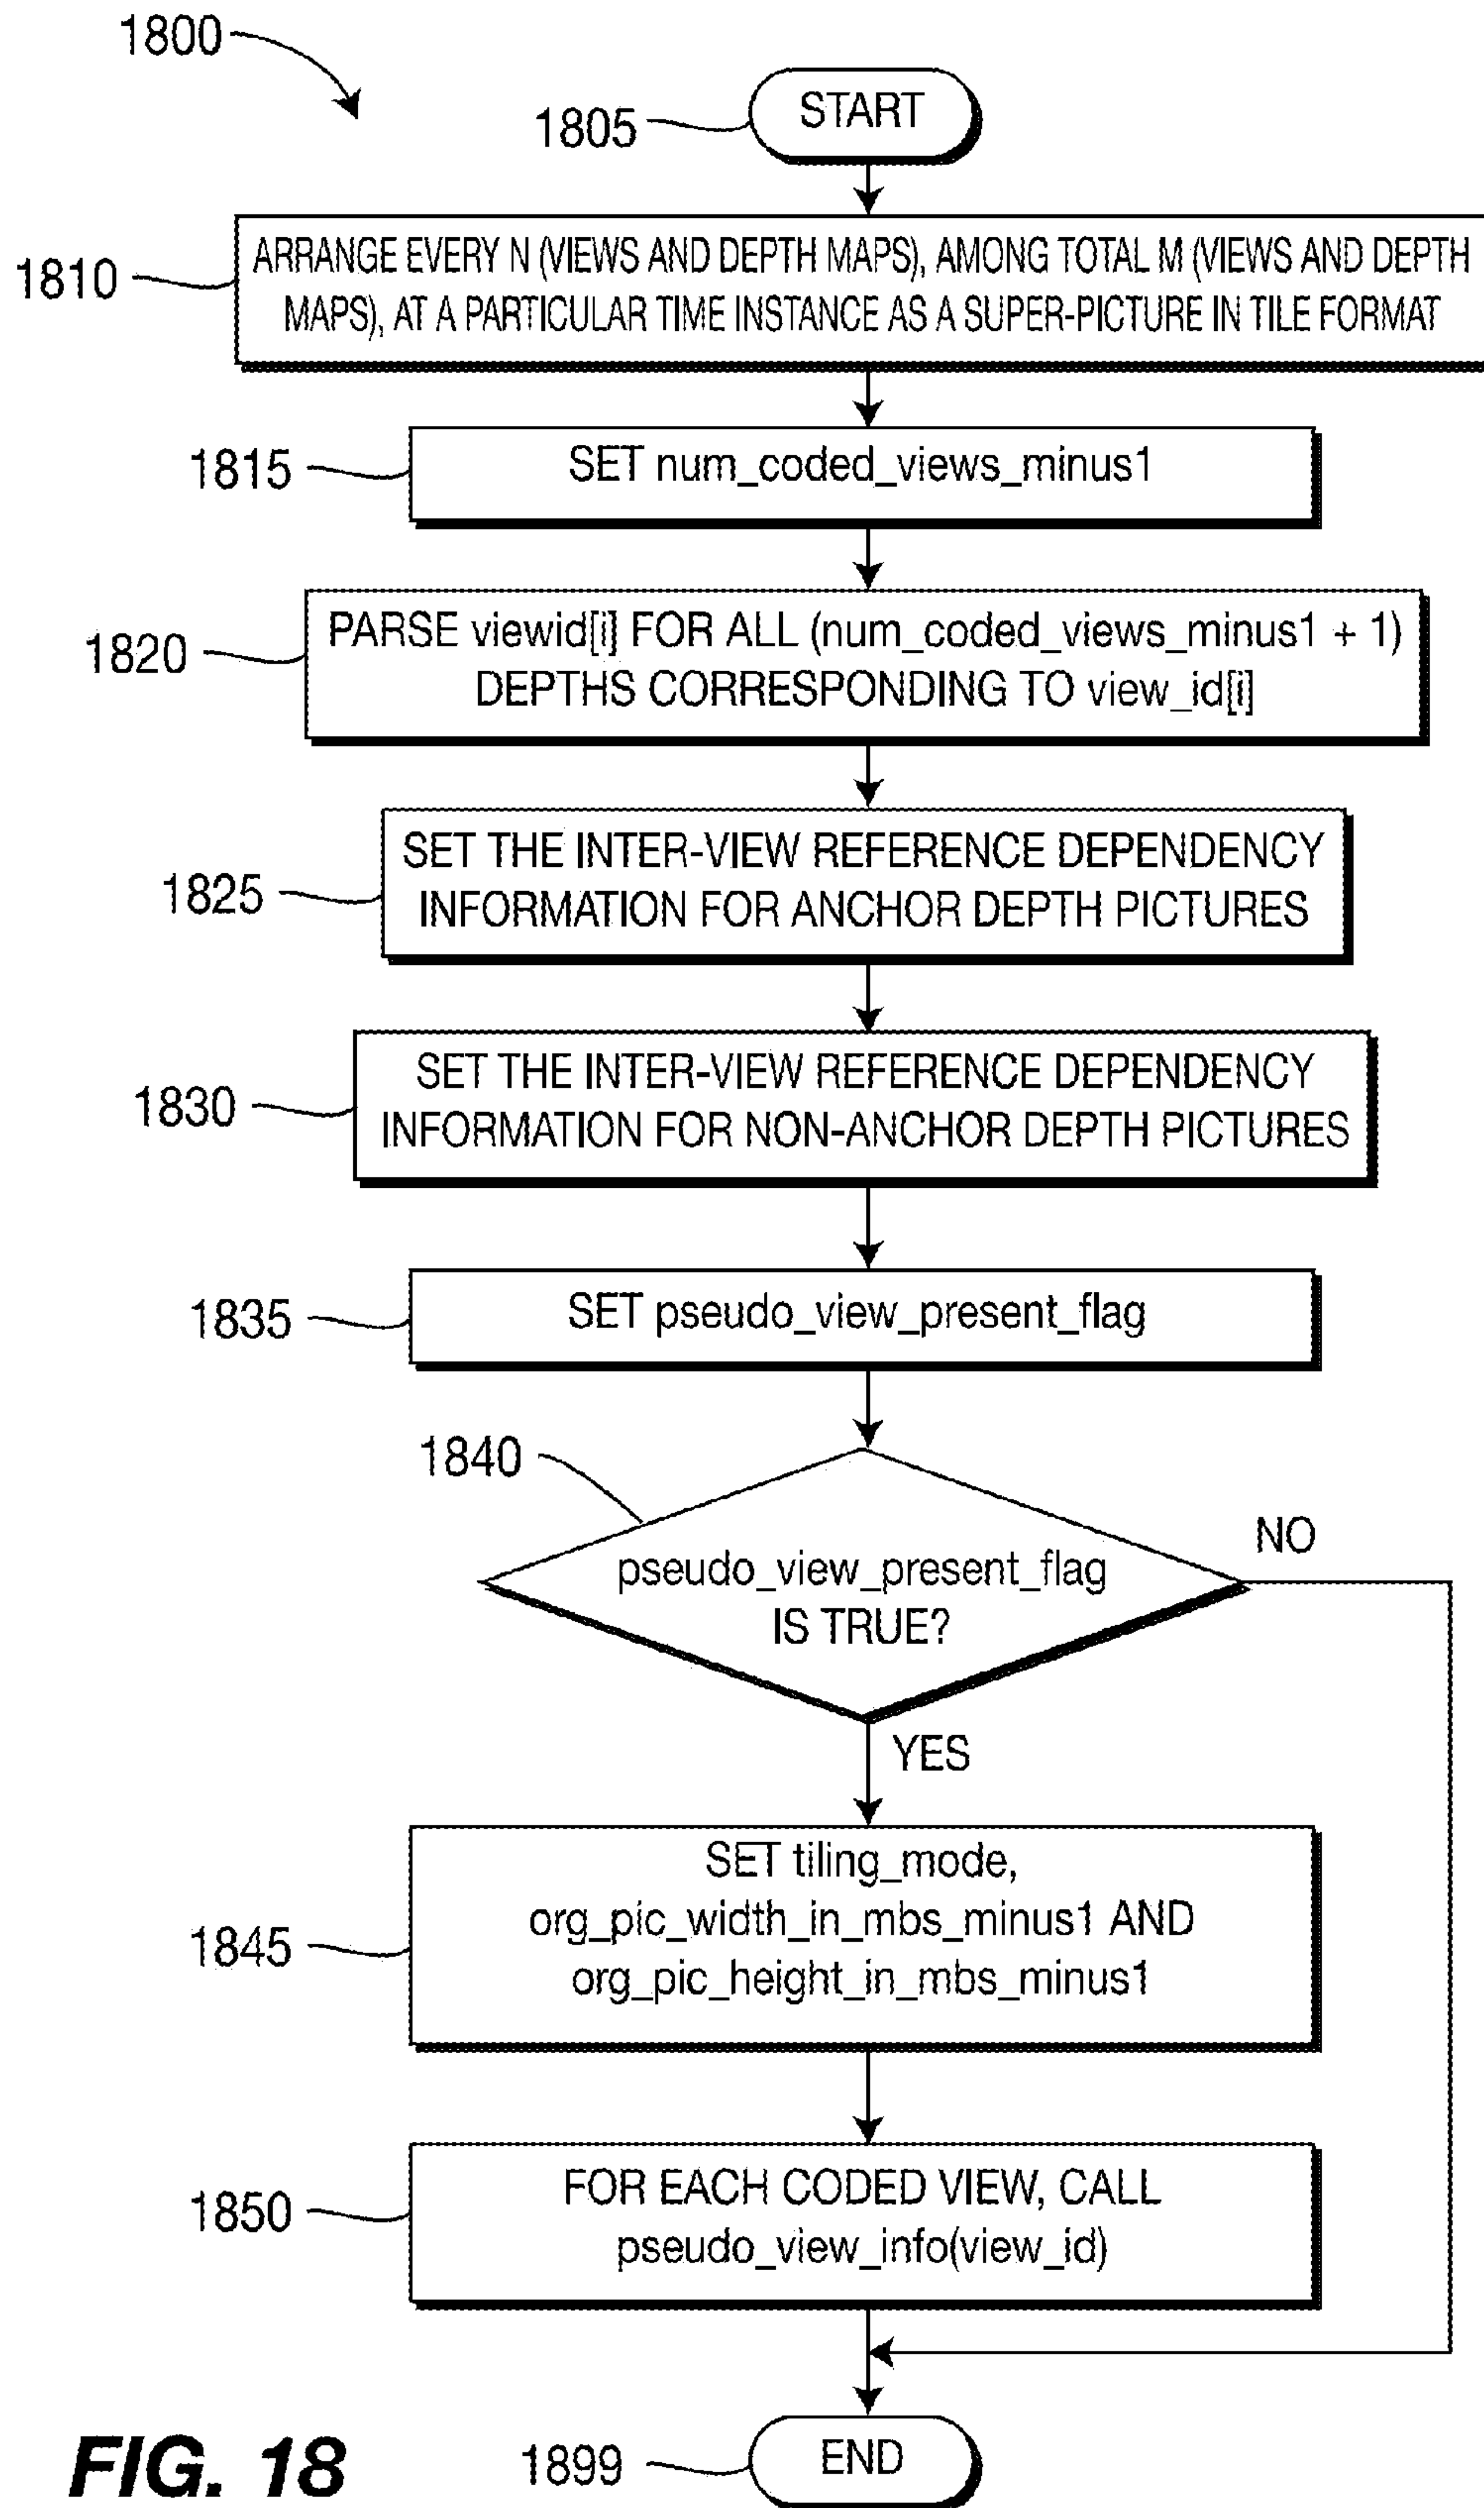 1800
1805
START
1810
ARRANGE EVERY N (VIEWS AND DEPTH MAPS), AMONG TOTAL M (VIEWS AND DEPTH
MAPS), AT A PARTICULAR TIME INSTANCE AS A SUPER-PICTURE IN TILE FORMAT
1815
SET num_coded_views_minus1
1820
PARSE viewid[i] FOR ALL (num_coded_views_minus1 + 1)
DEPTHS CORRESPONDING TO view_id[i]
1825
SET THE INTER-VIEW REFERENCE DEPENDENCY
INFORMATION FOR ANCHOR DEPTH PICTURES
1830
SET THE INTER-VIEW REFERENCE DEPENDENCY
INFORMATION FOR NON-ANCHOR DEPTH PICTURES
1835
SET pseudo_view_present_flag
1840
pseudo_view_present_flag
IS TRUE?
NO
YES
1845
SET tiling_mode,
org_pic_width_in_mbs_minus1 AND
org_pic_height_in_mbs_minus1
1850
FOR EACH CODED VIEW, CALL
pseudo_view_info(view_id)
1899
END
FIG. 18